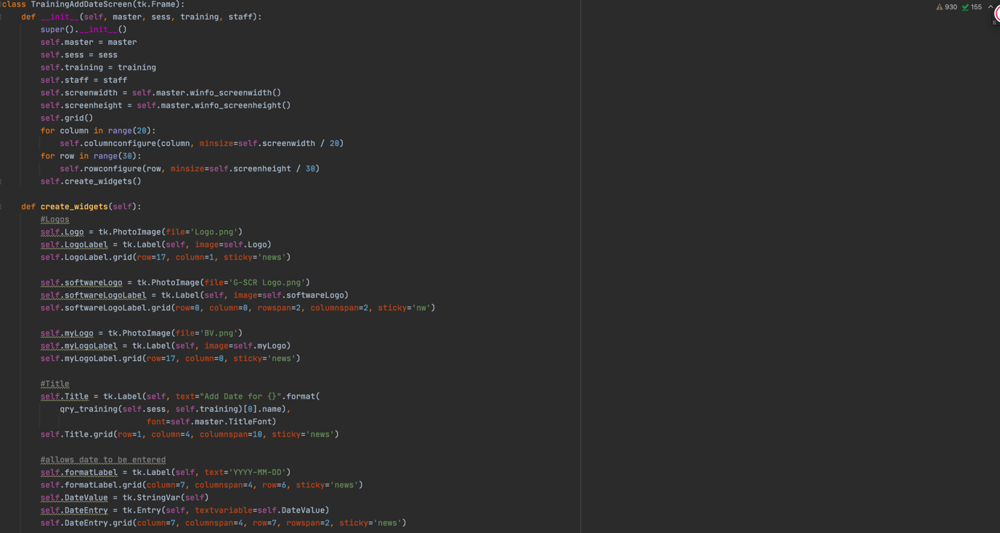 class TrainingAddDateScreen(tk.Frame):
    def __init__(self, master, sess, training, staff):
        super().__init__()
        self.master = master
        self.sess = sess
        self.training = training
        self.staff = staff
        self.screenwidth = self.master.winfo_screenwidth()
        self.screenheight = self.master.winfo_screenheight()
        self.grid()
        for column in range(20):
            self.columnconfigure(column, minsize=self.screenwidth / 20)
        for row in range(30):
            self.rowconfigure(row, minsize=self.screenheight / 30)
        self.create_widgets()

    def create_widgets(self):
        #Logos
        self.Logo = tk.PhotoImage(file='Logo.png')
        self.LogoLabel = tk.Label(self, image=self.Logo)
        self.LogoLabel.grid(row=17, column=1, sticky='news')

        self.softwareLogo = tk.PhotoImage(file='G-SCR Logo.png')
        self.softwareLogoLabel = tk.Label(self, image=self.softwareLogo)
        self.softwareLogoLabel.grid(row=0, column=0, rowspan=2, columnspan=2, sticky='nw')

        self.myLogo = tk.PhotoImage(file='BV.png')
        self.myLogoLabel = tk.Label(self, image=self.myLogo)
        self.myLogoLabel.grid(row=17, column=0, sticky='news')

        #Title
        self.Title = tk.Label(self, text="Add Date for {}".format(
            qry_training(self.sess, self.training)[0].name),
                              font=self.master.TitleFont)
        self.Title.grid(row=1, column=4, columnspan=10, sticky='news')

        #allows date to be entered
        self.formatLabel = tk.Label(self, text='YYYY-MM-DD')
        self.formatLabel.grid(column=7, columnspan=4, row=6, sticky='news')
        self.DateValue = tk.StringVar(self)
        self.DateEntry = tk.Entry(self, textvariable=self.DateValue)
        self.DateEntry.grid(column=7, columnspan=4, row=7, rowspan=2, sticky='news')
930 155